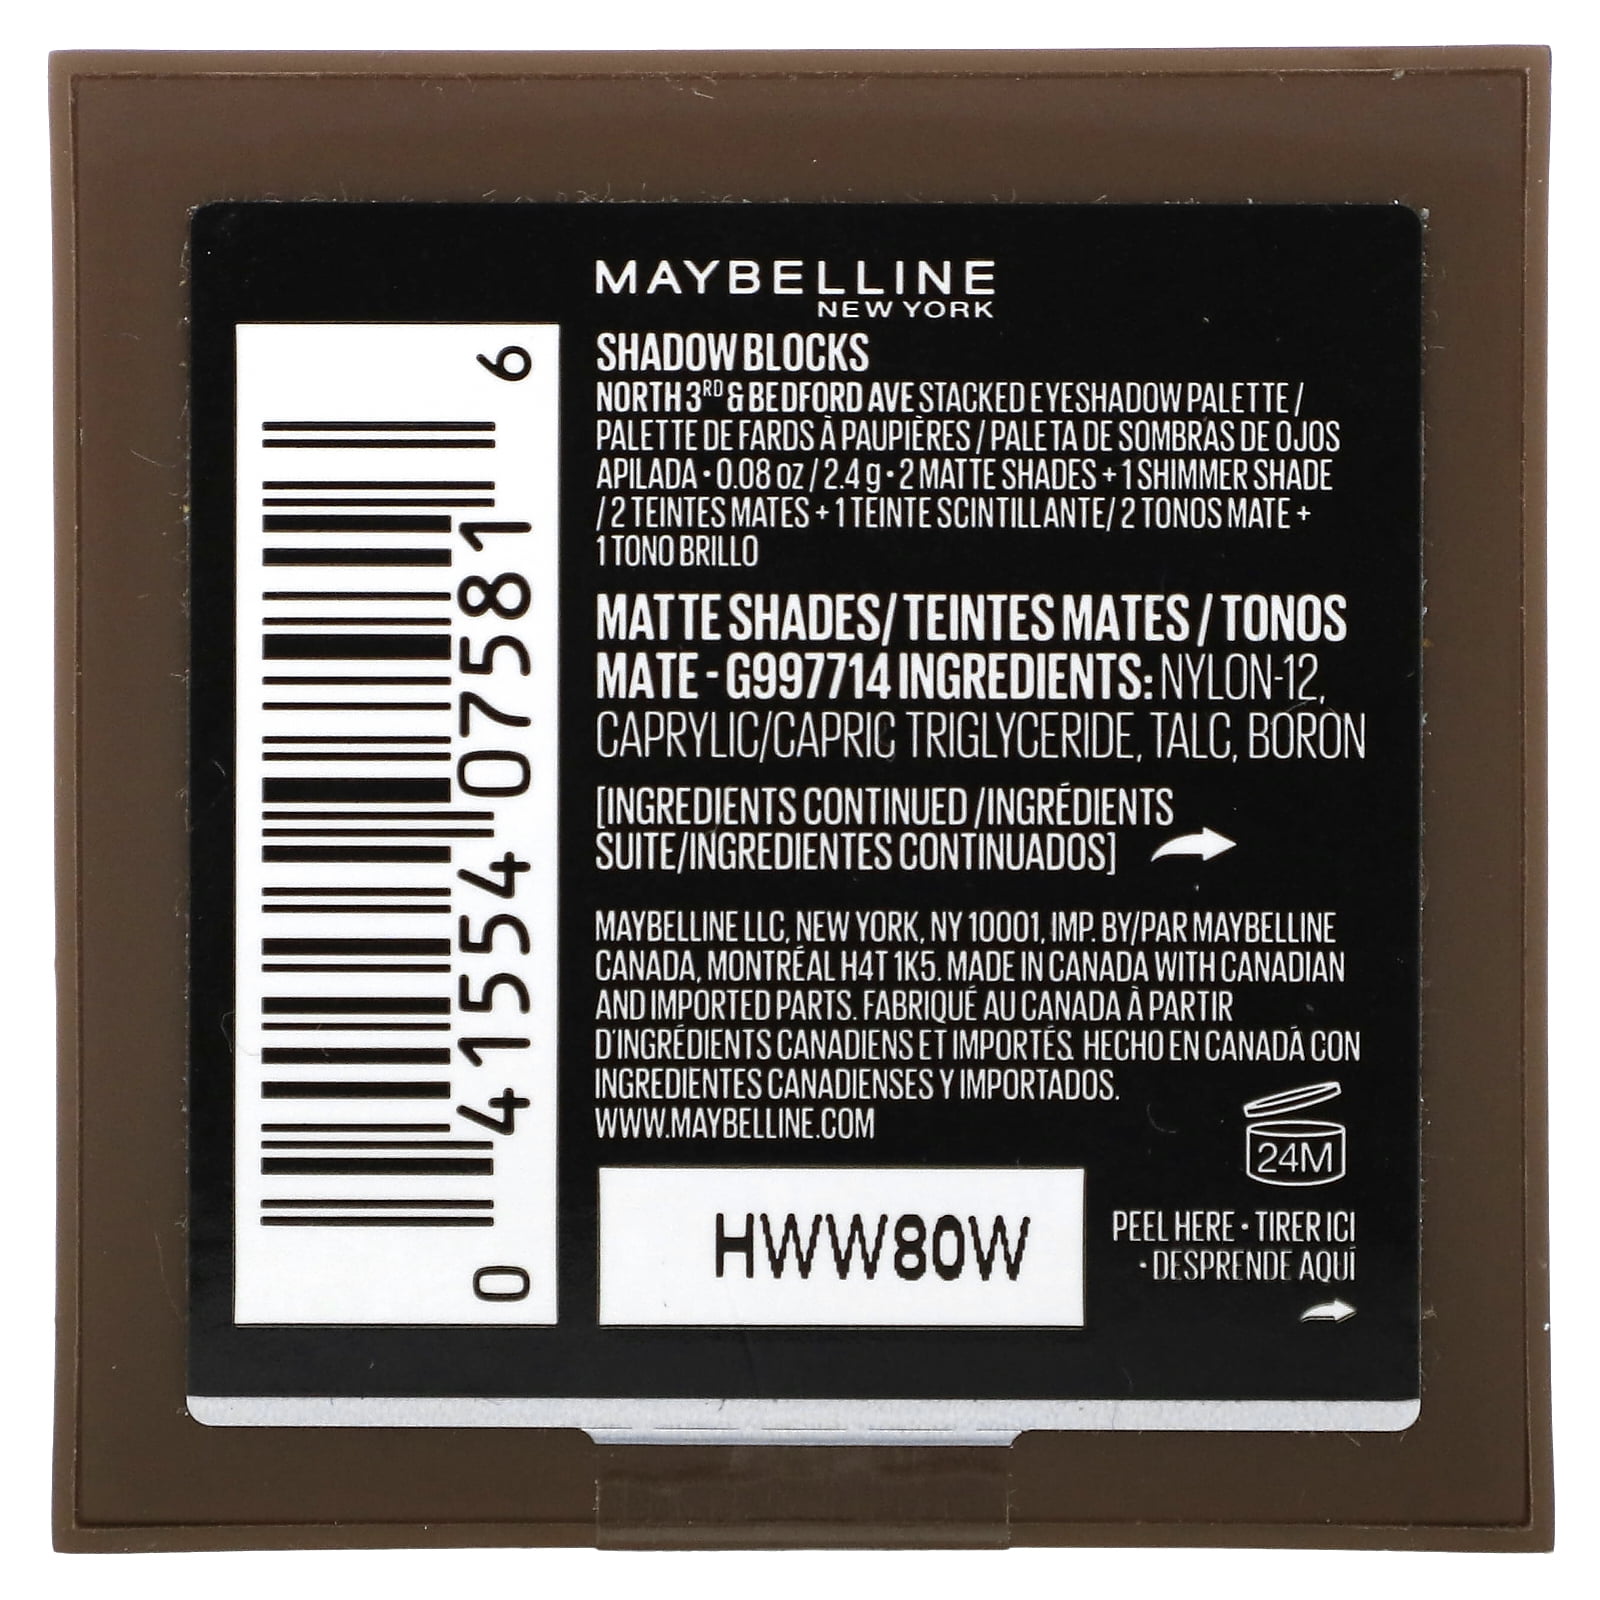 MAYBELLINE
NEW YORK
SHADOW BLOCKS
NORTH 3RD & BEDFORD AVE STACKED EYESHADOW PALETTE /
PALETTE DE FARDS À PAUPIÈRES / PALETA DE SOMBRAS DE OJOS
APILADA • 0.08 oz / 2.4 g • 2 MATTE SHADES + 1 SHIMMER SHADE
/ 2 TEINTES MATES + 1 TEINTE SCINTILLANTE/ 2 TONOS MATE +
1 TONO BRILLO
MATTE SHADES/ TEINTES MATES / TONOS
MATE - G997714 INGREDIENTS: NYLON-12,
CAPRYLIC/CAPRIC TRIGLYCERIDE, TALC, BORON
[INGREDIENTS CONTINUED /INGRÉDIENTS
SUITE/INGREDIENTES CONTINUADOS]
MAYBELLINE LLC, NEW YORK, NY 10001, IMP. BY/PAR MAYBELLINE
CANADA, MONTRÉAL H4T 1K5. MADE IN CANADA WITH CANADIAN
AND IMPORTED PARTS. FABRIQUÉ AU CANADA À PARTIR
D'INGRÉDIENTS CANADIENS ET IMPORTÉS. HECHO EN CANADÁ CON
INGREDIENTES CANADIENSES Y IMPORTADOS.
WWW.MAYBELLINE.COM
24M
HWW80W
PEEL HERE • TIRER ICI
• DESPRENDE AQUÍ
0 41554 07581 6